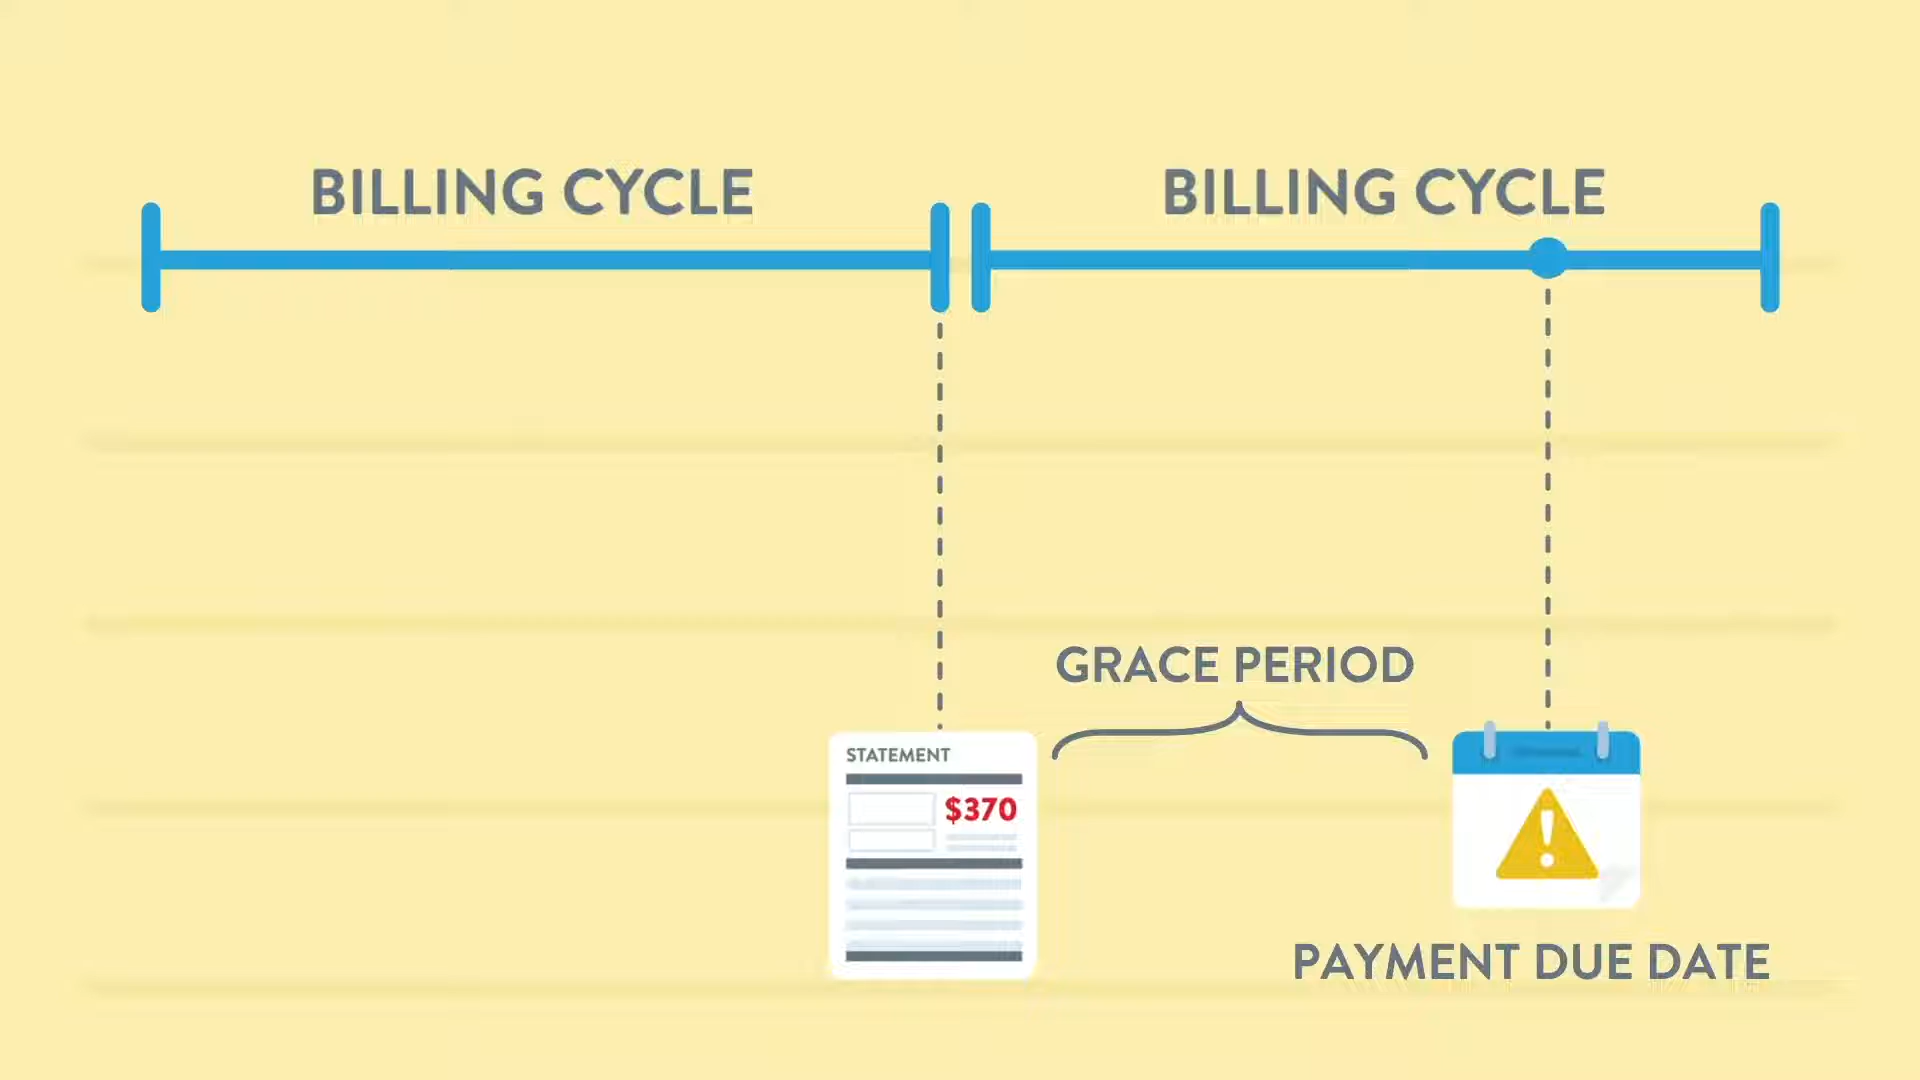 BILLING CYCLE
BILLING CYCLE
GRACE PERIOD
STATEMENT
$370
PAYMENT DUE DATE